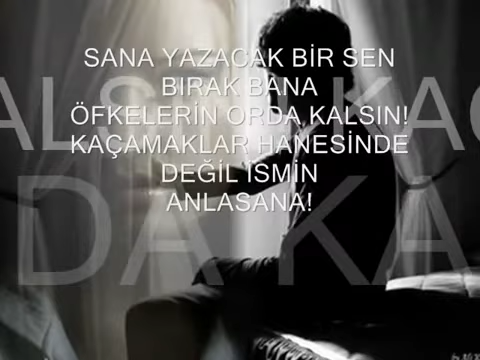 SANA YAZACAK BİR SEN
BIRAK BANA
ÖFKELERİN ORDA KALSIN!
KAÇAMAKLAR HANESİNDE
DEĞİL İSMİN
ANLASANA!